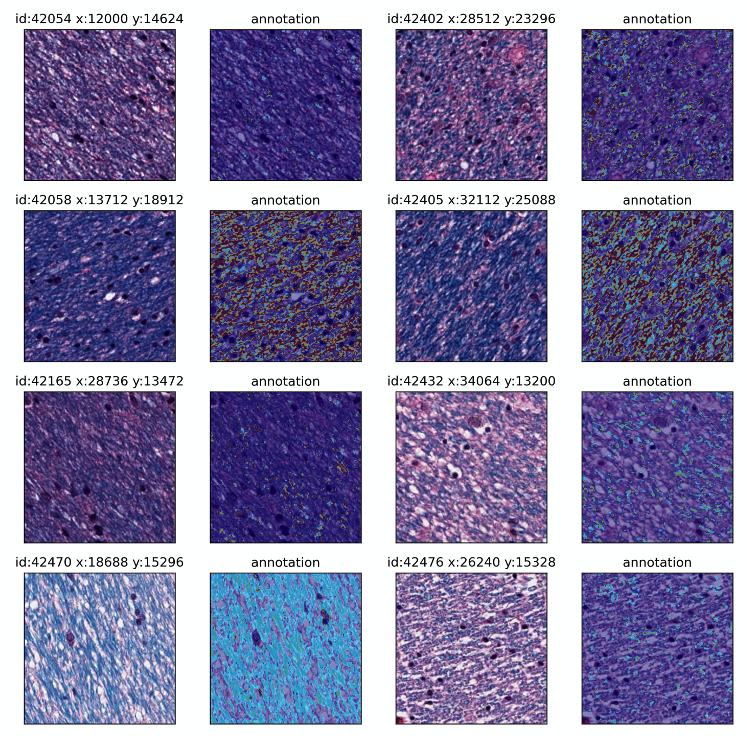 id:42054 x:12000 y:14624 annotation id:42402 x:28512 y:23296 annotation
id:42058 x:13712 y:18912 annotation id:42405 x:32112 y:25088 annotation
id:42165 x:28736 y:13472 annotation id:42432 x:34064 y:13200 annotation
id:42470 x:18688 y:15296 annotation id:42476 x:26240 y:15328 annotation